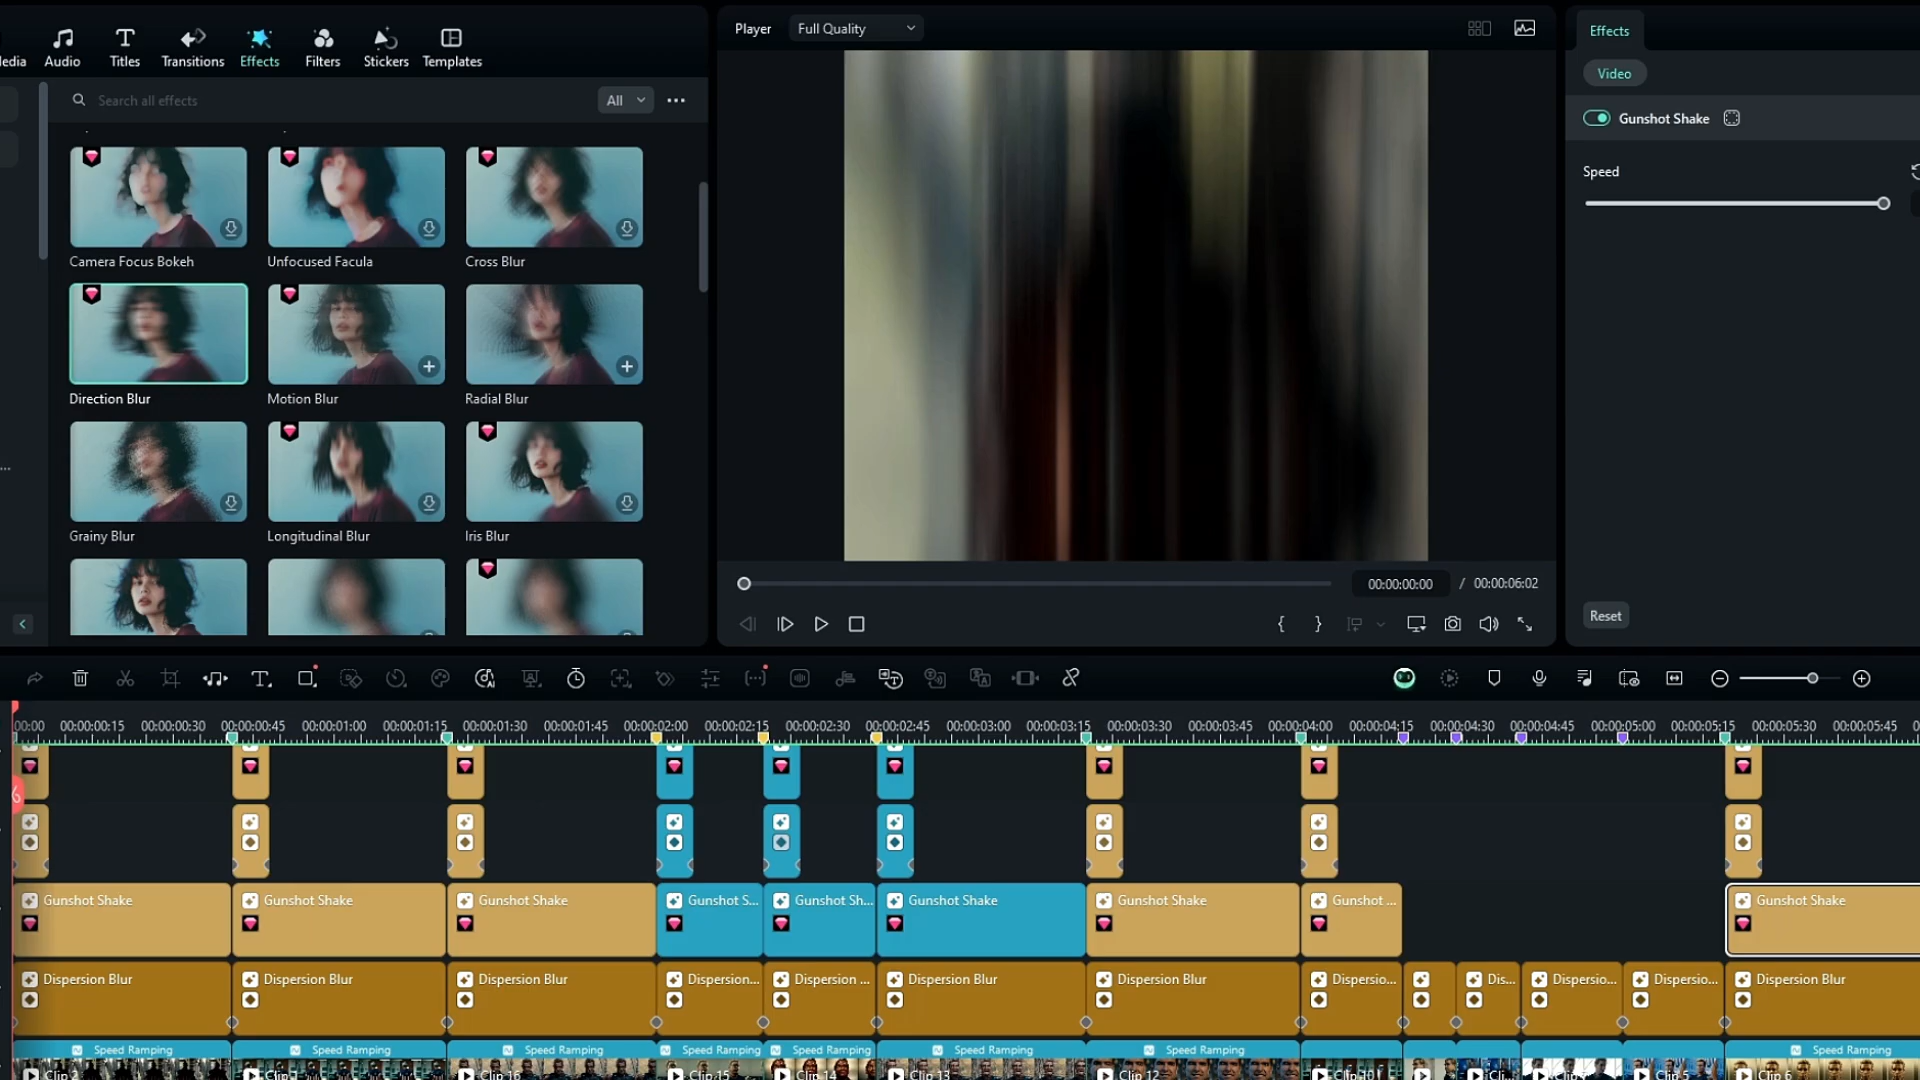 Audio
Titles
Transitions
Effects
Filters
Stickers
Templates
Search all effects
All
Camera Focus Bokeh
Unfocused Facula
Cross Blur
Direction Blur
Motion Blur
Radial Blur
Grainy Blur
Longitudinal Blur
Iris Blur
Player
Full Quality
00:00:00:00 / 00:00:06:02
Effects
Video
Gunshot Shake
Speed
Reset
00:00 00:00:00:15 00:00:00:30 00:00:00:45 00:00:01:00 00:00:01:15 00:00:01:30 00:00:01:45 00:00:02:00 00:00:02:15 00:00:02:30 00:00:02:45 00:00:03:00 00:00:03:15 00:00:03:30 00:00:03:45 00:00:04:00 00:00:04:15 00:00:04:30 00:00:04:45 00:00:05:00 00:00:05:15 00:00:05:30 00:00:05:45
Gunshot Shake Gunshot Shake Gunshot Shake Gunshot S... Gunshot Sh... Gunshot Shake Gunshot Shake Gunshot ... Gunshot Shake
Dispersion Blur Dispersion Blur Dispersion Blur Dispersion... Dispersion ... Dispersion Blur Dispersion Blur Dispersio... Dis... Dispersio... Dispersio... Dispersion Blur
Speed Ramping Speed Ramping Speed Ramping Speed Ramping Speed Ramping Speed Ramping Speed Ramping Speed Ramping
Clip 2 Clip 16 Clip 15 Clip 14 Clip 13 Clip 12 Clip 5 Clip 6